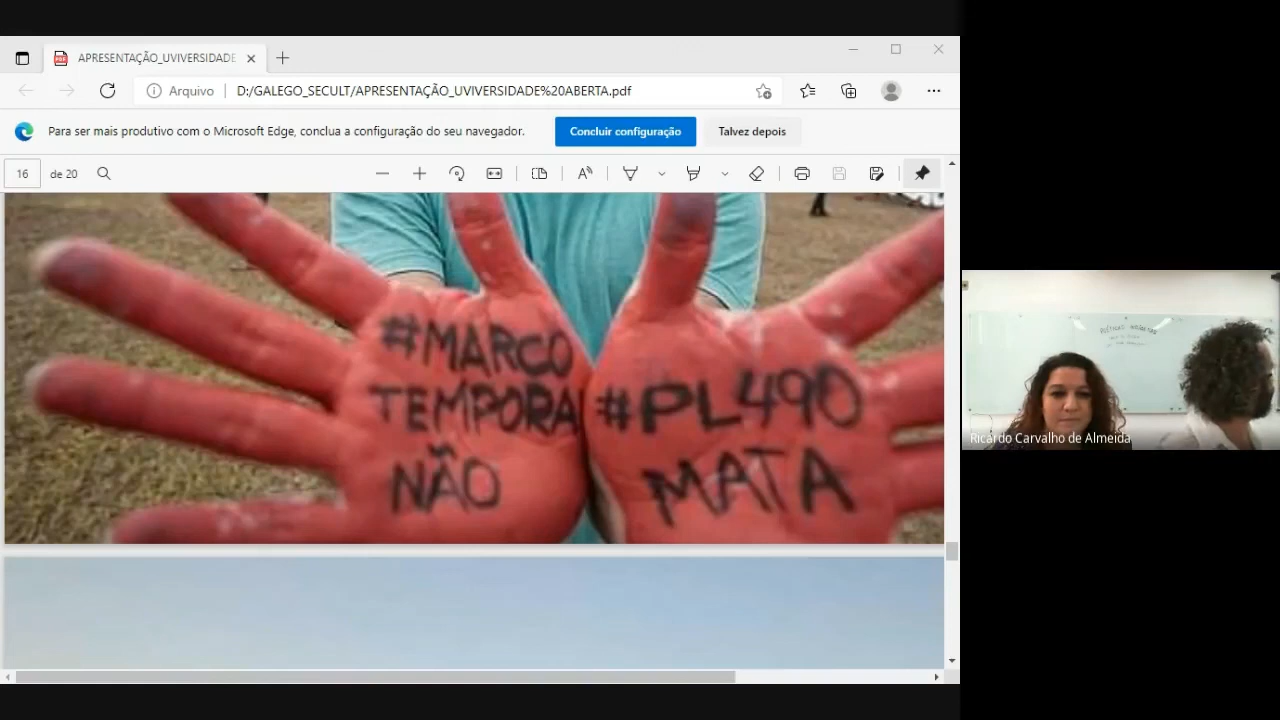 APRESENTAÇÃO_UVIVERSIDADE
Arquivo
D:/GALEGO_SECULT/APRESENTAÇÃO_UVIVERSIDADE%20ABERTA.pdf
Para ser mais produtivo com o Microsoft Edge, conclua a configuração do seu navegador.
Concluir configuração
Talvez depois
16 de 20
#MARCO
TEMPORA
NÃO
#PL490
MATA
Ricardo Carvalho de Almeida